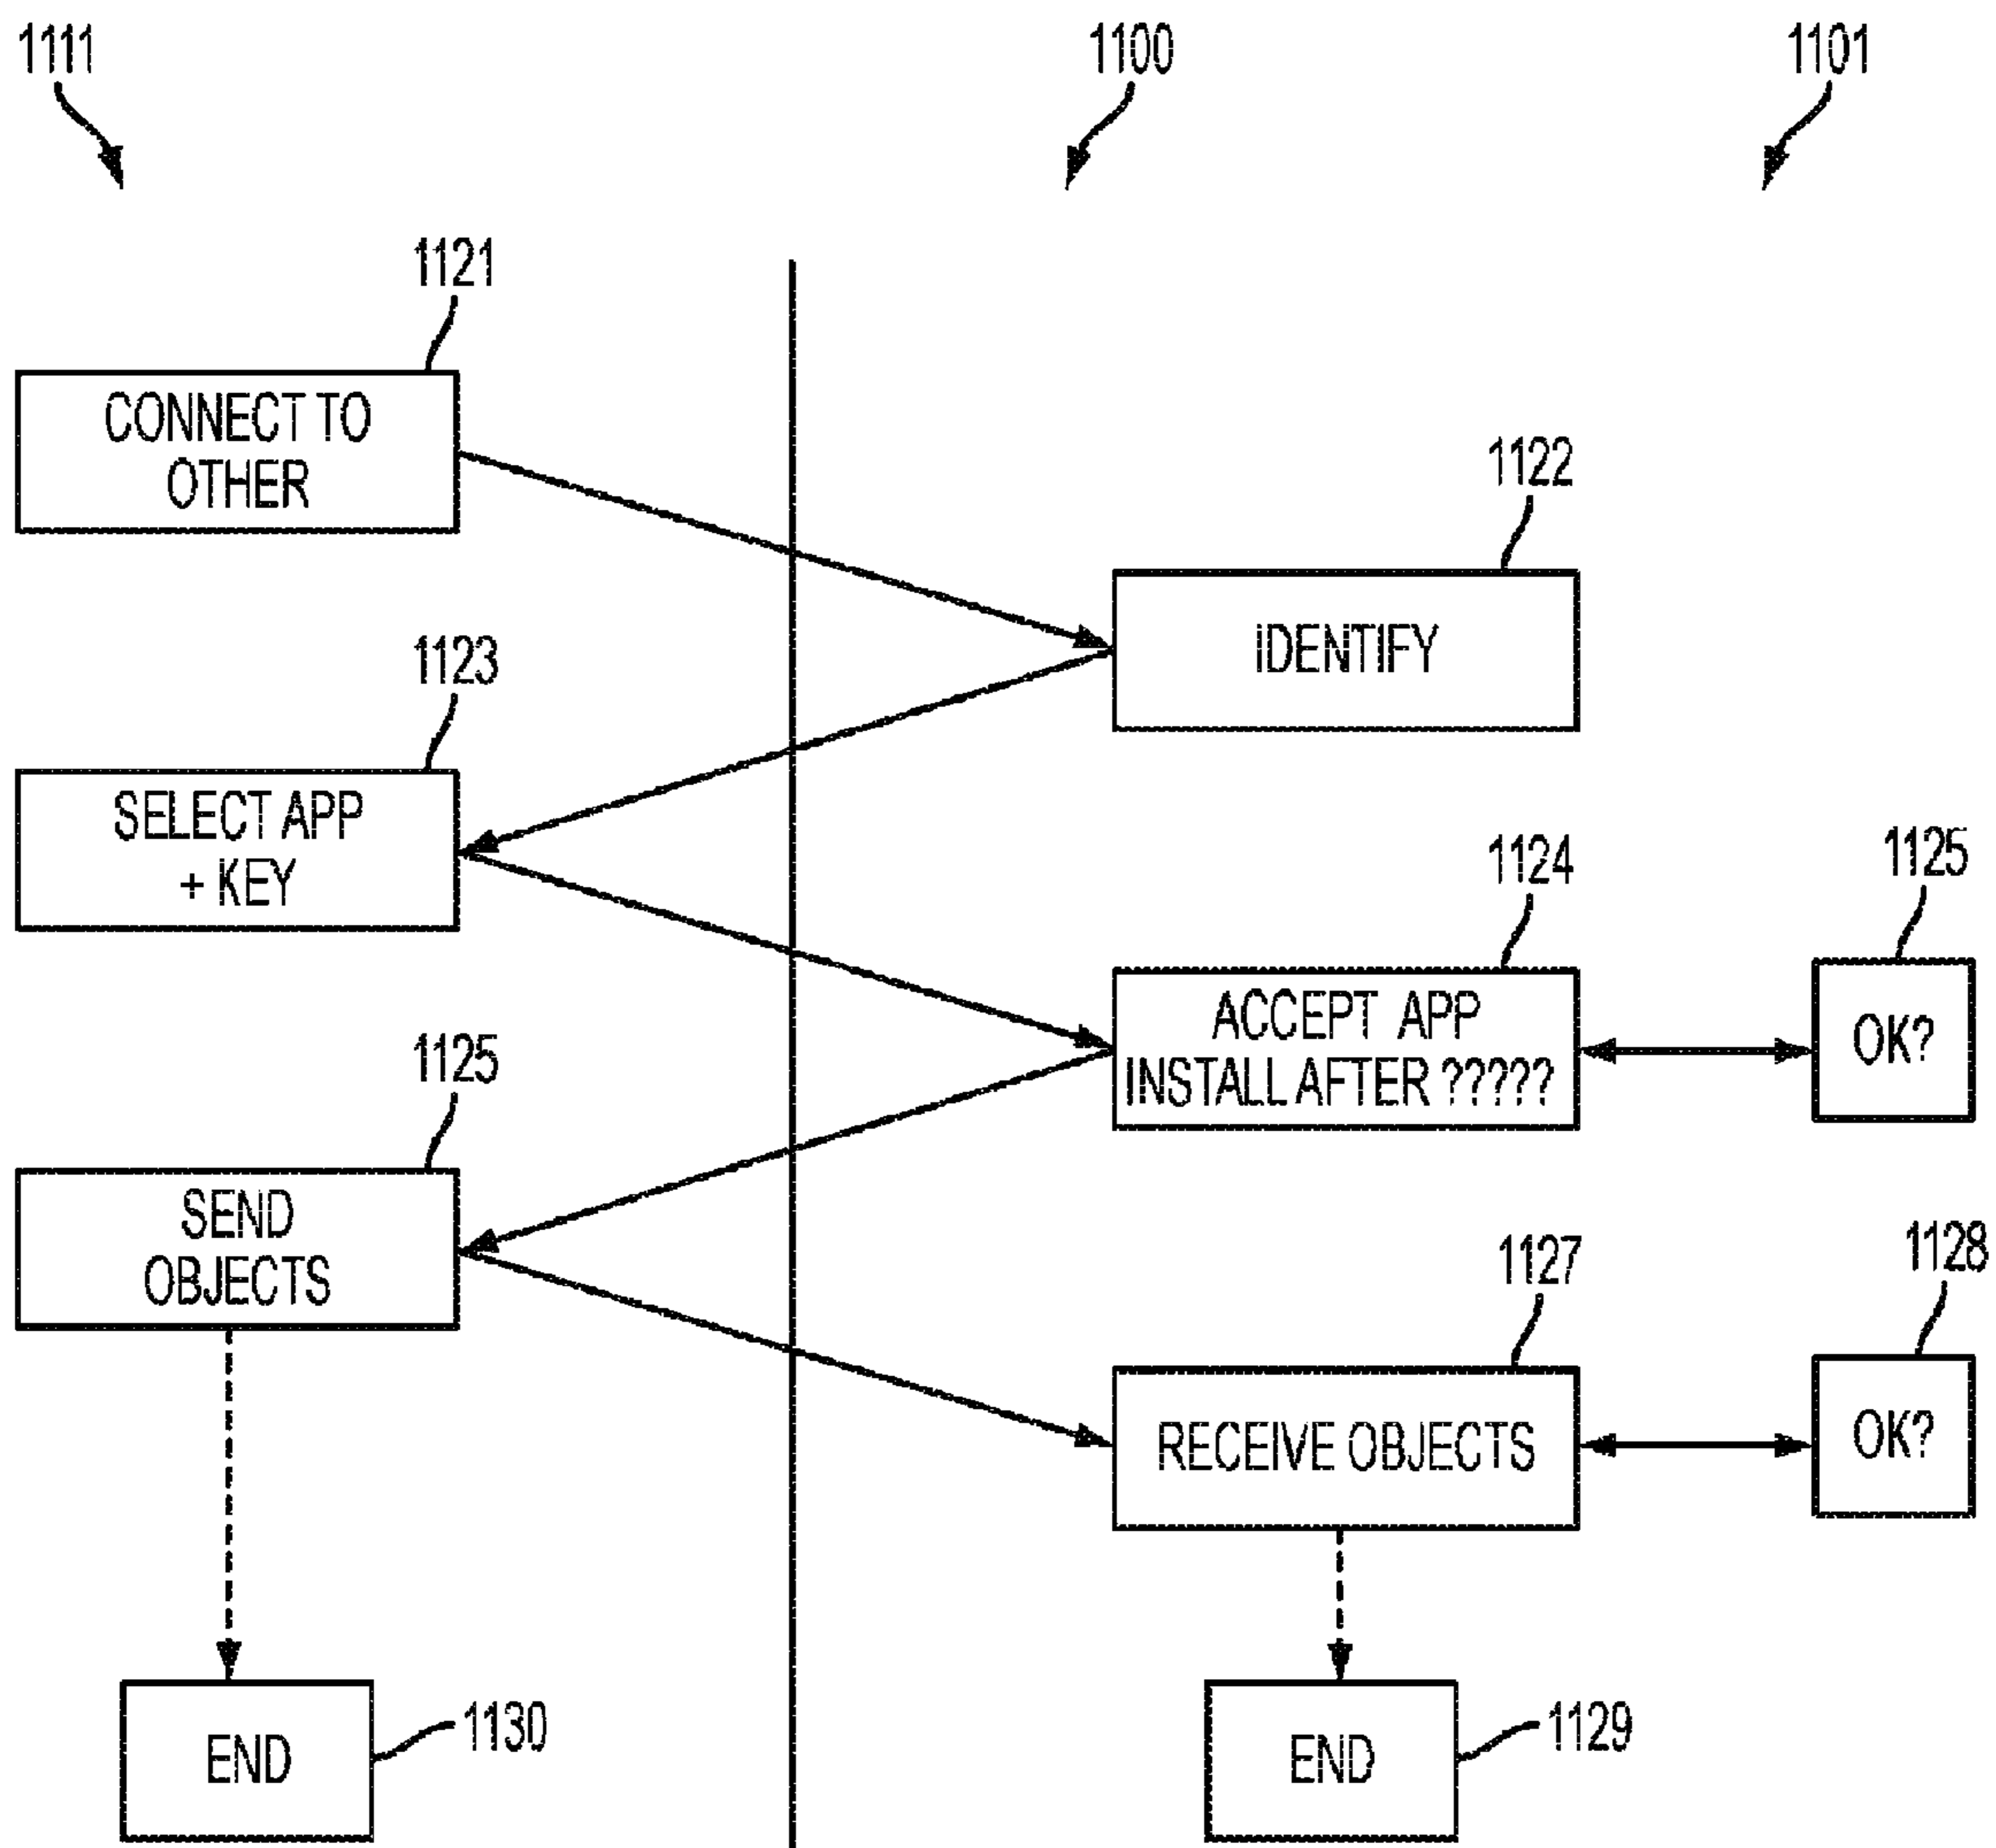 1111
1100
1101
1121
CONNECT TO
OTHER
1122
IDENTIFY
1123
SELECT APP
+ KEY
1124
ACCEPT APP
INSTALL AFTER ?????
1125
OK?
1125
SEND
OBJECTS
1127
RECEIVE OBJECTS
1128
OK?
END
1130
END
1129